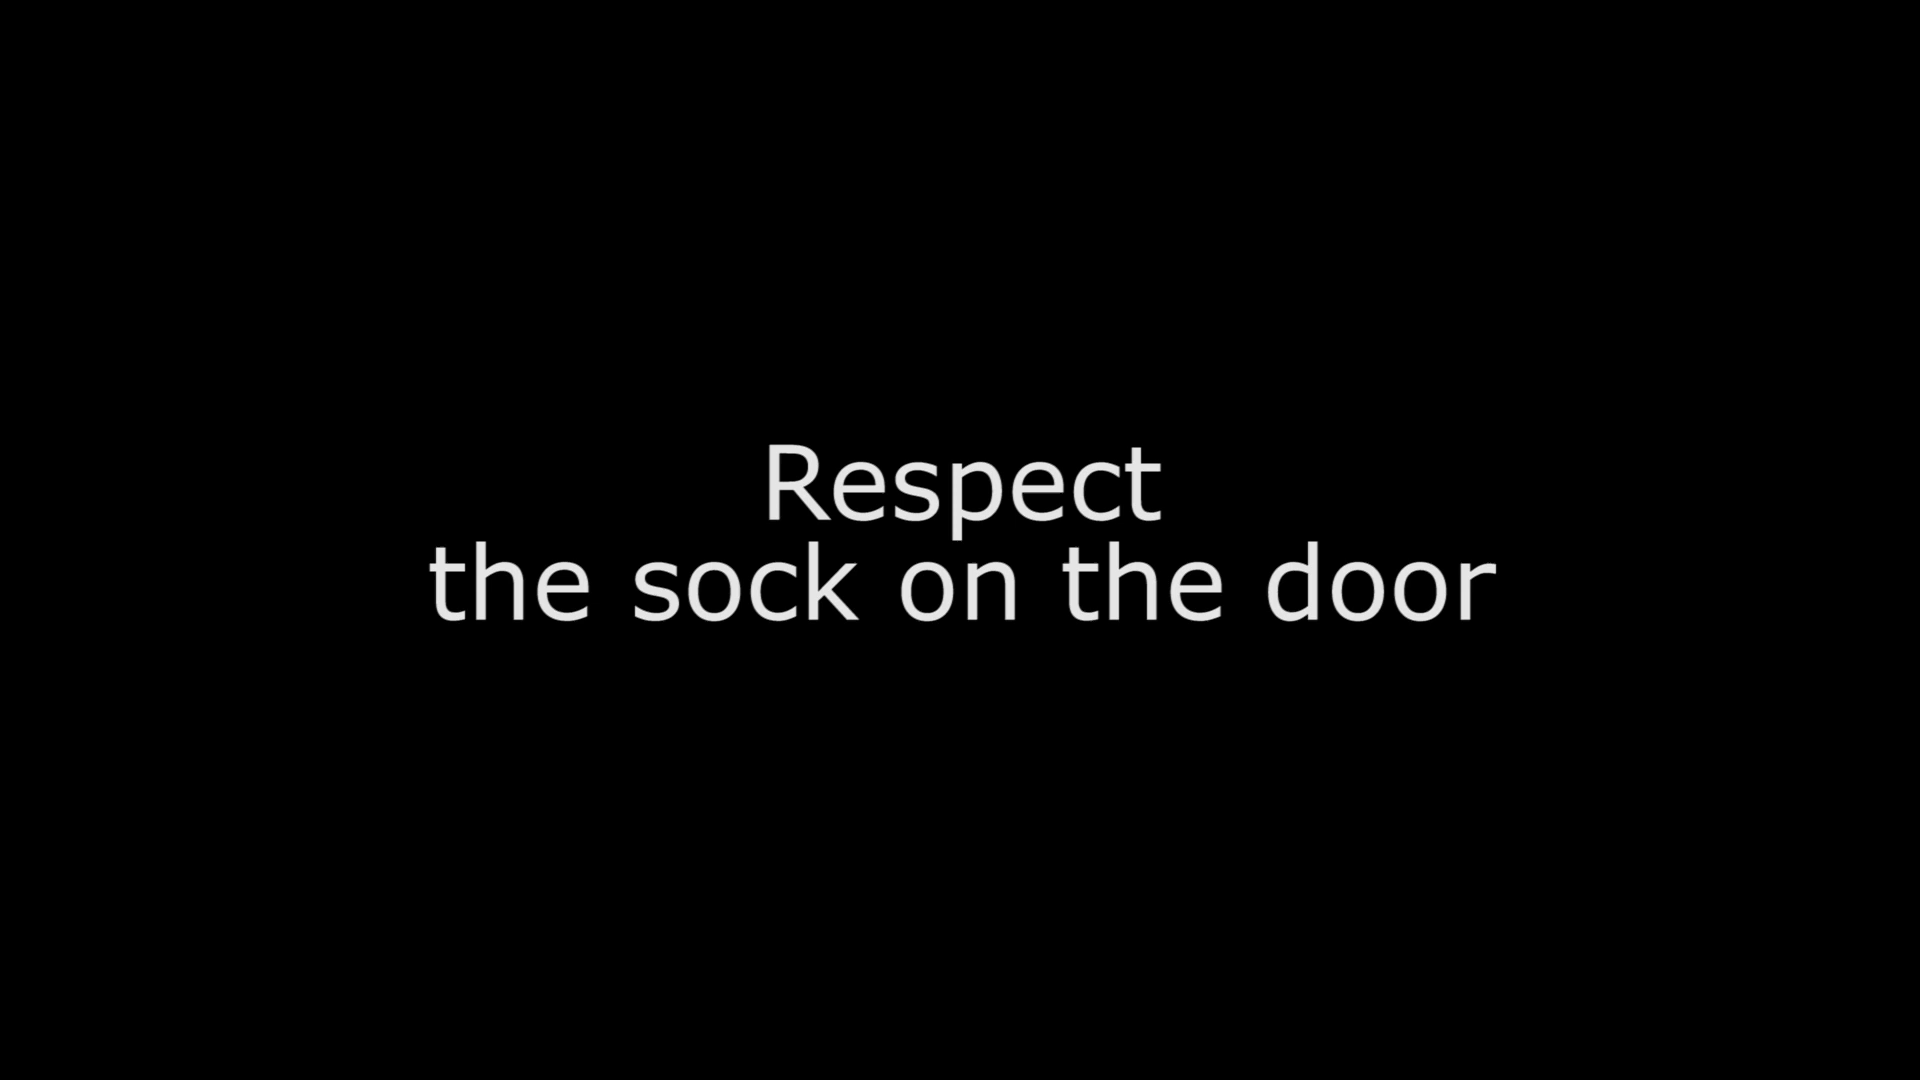 Respect
the sock on the door